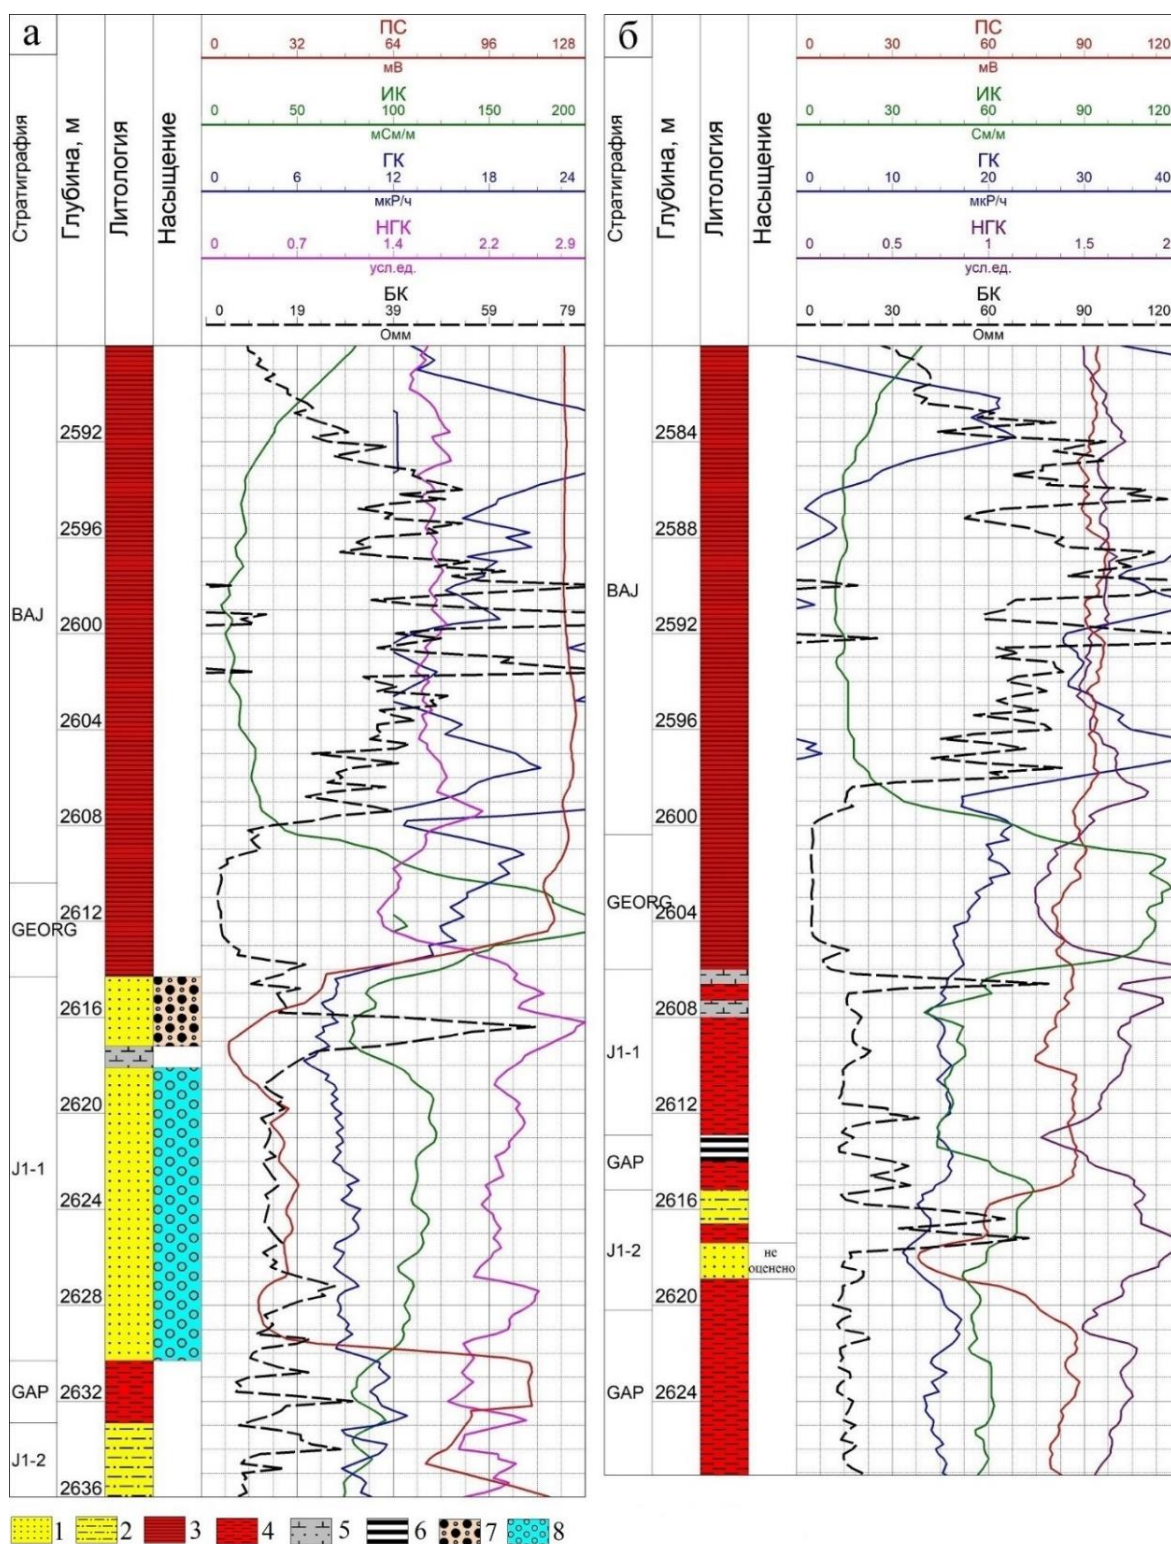 а
Стратиграфия
Глубина, м
Литология
Насыщение
0 32 64 96 128
ПС
мВ
ИК
0 50 100 150 200
мСм/м
ГК
0 6 12 18 24
мкР/ч
НГК
0 0.7 1.4 2.2 2.9
усл.ед.
БК
0 19 39 59 79
Омм
2592
2596
BAJ
2600
2604
2608
GEORG
2612
2616
2620
J1-1
2624
2628
GAP
2632
J1-2
2636
б
Стратиграфия
Глубина, м
Литология
Насыщение
ПС
0 30 60 90 120
мВ
ИК
0 30 60 90 120
См/м
ГК
0 10 20 30 40
мкР/ч
НГК
0 0.5 1 1.5 2
усл.ед.
БК
0 30 60 90 120
Омм
2584
2588
BAJ
2592
2596
2600
GEORG
2604
2608
J1-1
2612
GAP
2616
J1-2
не
оценено
2620
GAP
2624
1 2 3 4 5 6 7 8